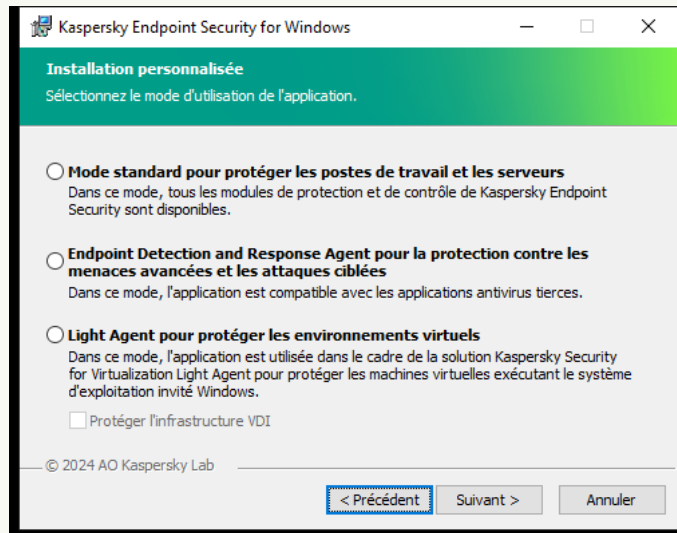 Kaspersky Endpoint Security for Windows
Installation personnalisée
Sélectionnez le mode d'utilisation de l'application.
Mode standard pour protéger les postes de travail et les serveurs
Dans ce mode, tous les modules de protection et de contrôle de Kaspersky Endpoint
Security sont disponibles.
Endpoint Detection and Response Agent pour la protection contre les
menaces avancées et les attaques ciblées
Dans ce mode, l'application est compatible avec les applications antivirus tierces.
Light Agent pour protéger les environnements virtuels
Dans ce mode, l'application est utilisée dans le cadre de la solution Kaspersky Security
for Virtualization Light Agent pour protéger les machines virtuelles exécutant le système
d'exploitation invité Windows.
Protéger l'infrastructure VDI
© 2024 AO Kaspersky Lab
< Précédent Suivant > Annuler